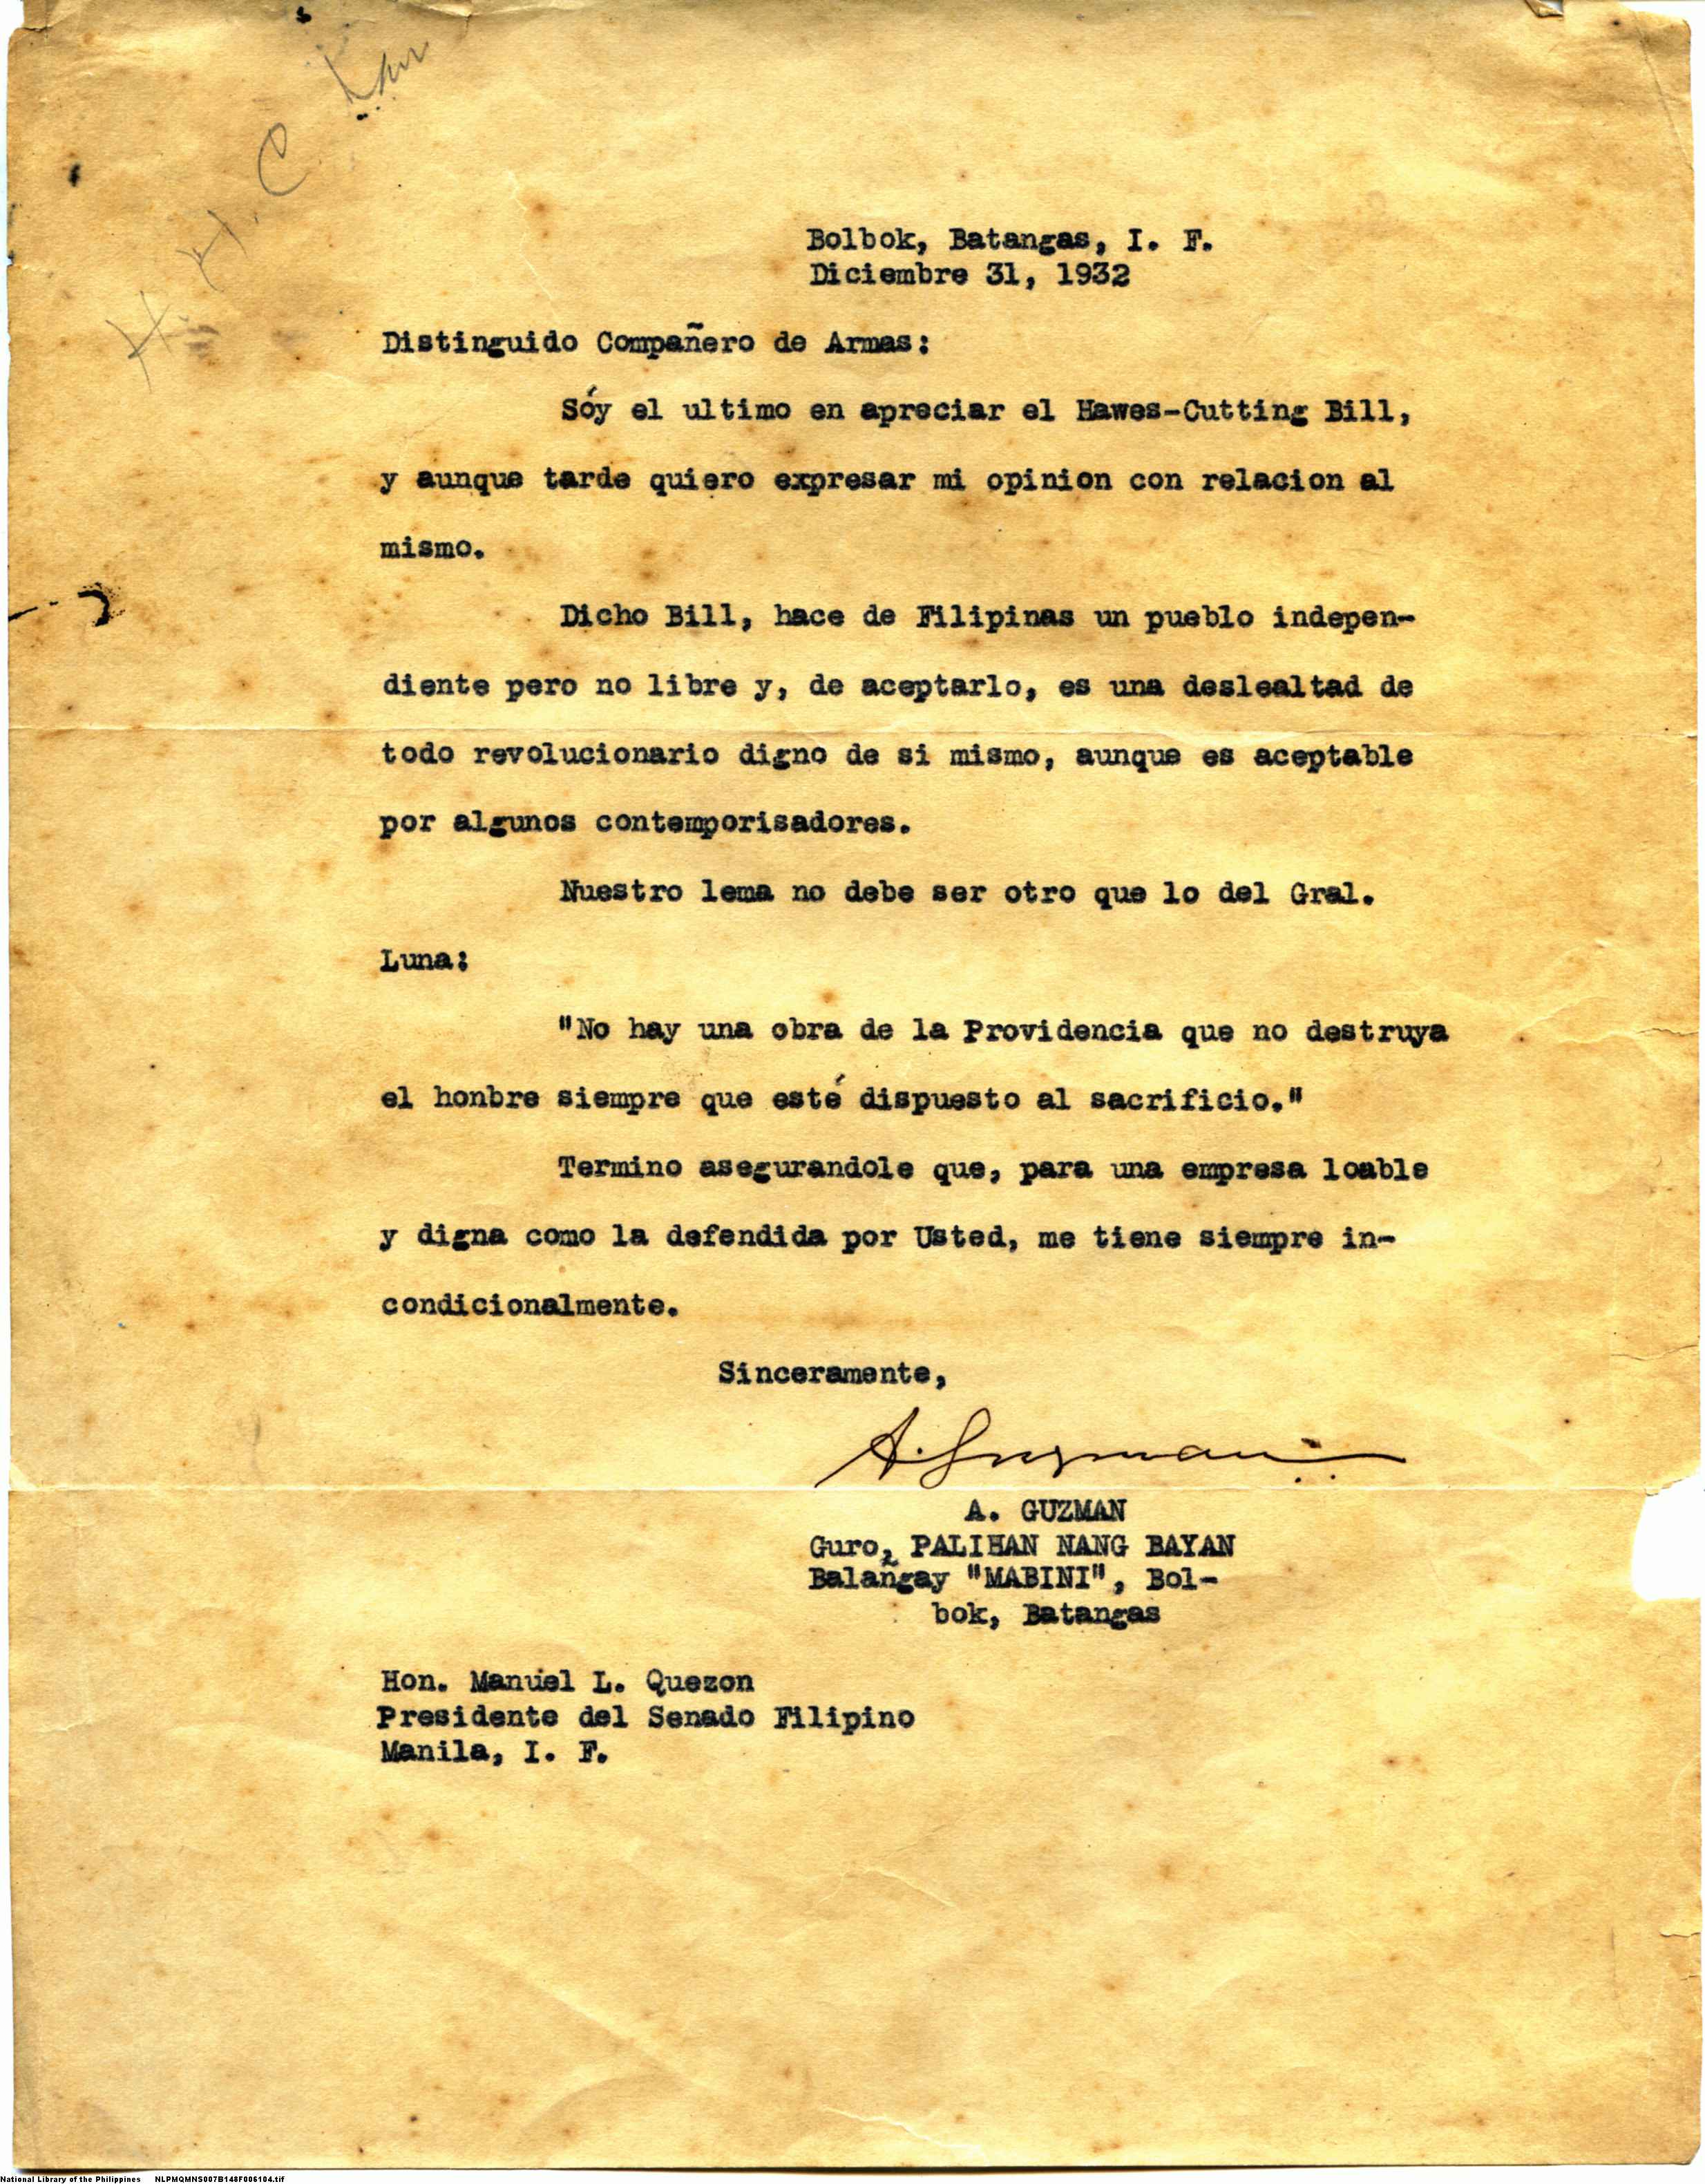 H. H. C. Law
Bolbok, Batangas, I. F.
Diciembre 31, 1932
Distinguido Compañero de Armas:
Sóy el ultimo en apreciar el Hawes-Cutting Bill,
y aunque tarde quiero expresar mi opinion con relacion al
mismo.
Dicho Bill, hace de Filipinas un pueblo indepen-
diente pero no libre y, de aceptarlo, es una deslealtad de
todo revolucionario digno de si mismo, aunque es aceptable
por algunos contemporisadores.
Nuestro lema no debe ser otro que lo del Gral.
Luna:
"No hay una obra de la Providencia que no destruya
el honbre siempre que esté dispuesto al sacrificio."
Termino asegurandole que, para una empresa loable
y digna como la defendida por Usted, me tiene siempre in-
condicionalmente.
Sinceramente,
A. Guzman
A. GUZMAN
Guro, PALIHAN NANG BAYAN
Balañgay "MABINI", Bol-
bok, Batangas
Hon. Manuel L. Quezon
Presidente del Senado Filipino
Manila, I. F.
National Library of the Philippines NLPMQMNS007B148F006104.tif